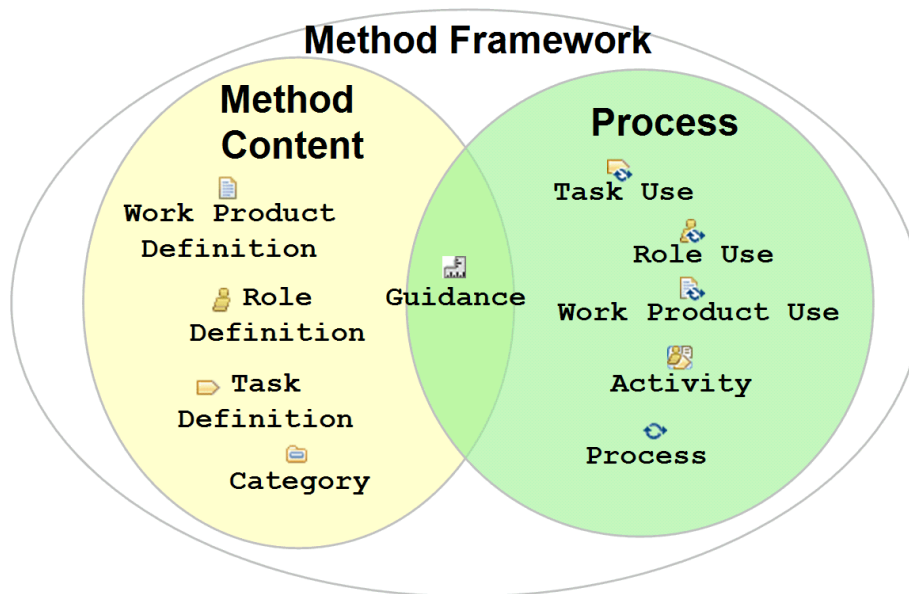 Method Framework
Method
Content
Work Product
Definition
Role
Definition
Task
Definition
Category
Guidance
Process
Task Use
Role Use
Work Product Use
Activity
Process